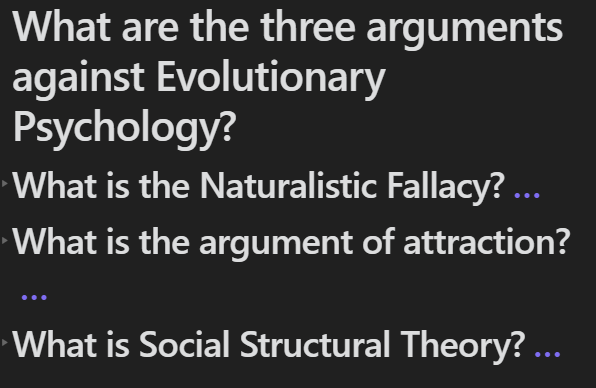 What are the three arguments
against Evolutionary
Psychology?
What is the Naturalistic Fallacy? ...
What is the argument of attraction?
...
What is Social Structural Theory? ...